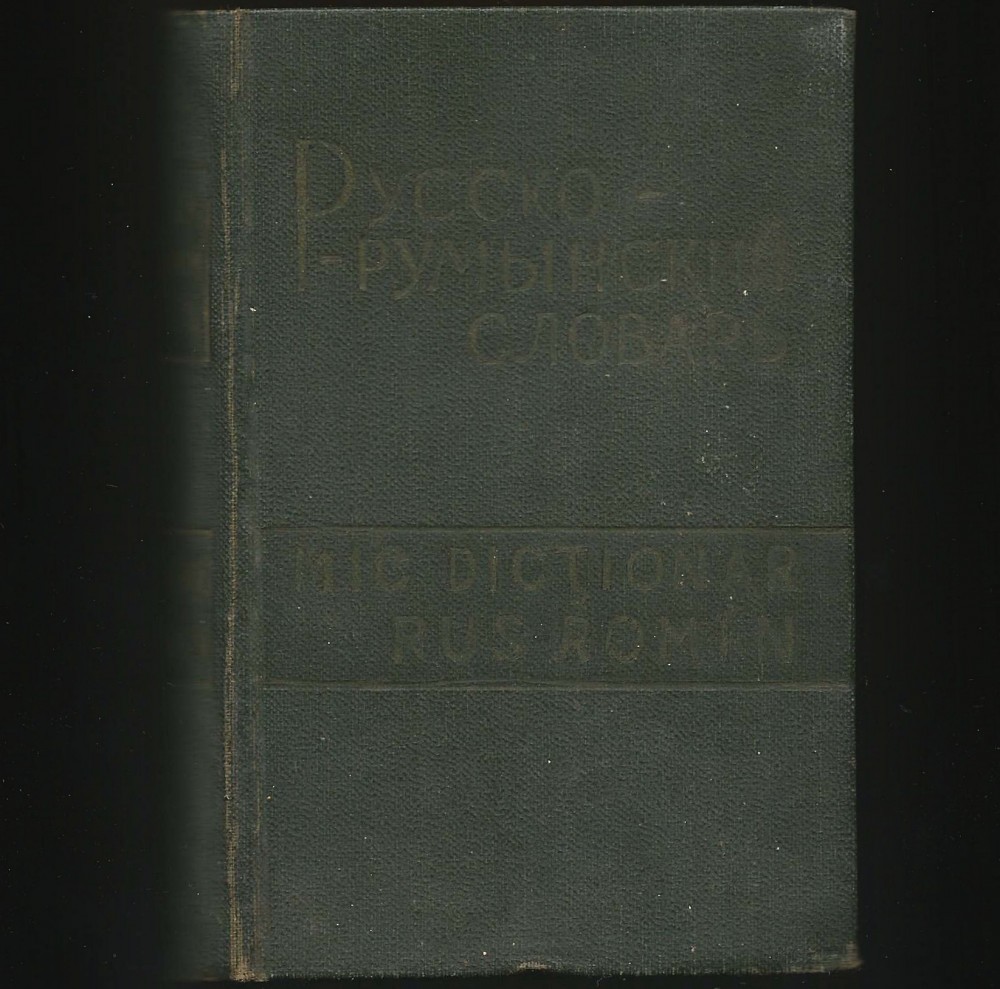 Русско-
-румынский
словарь
MIC DICȚIONAR
RUS ROMÎN